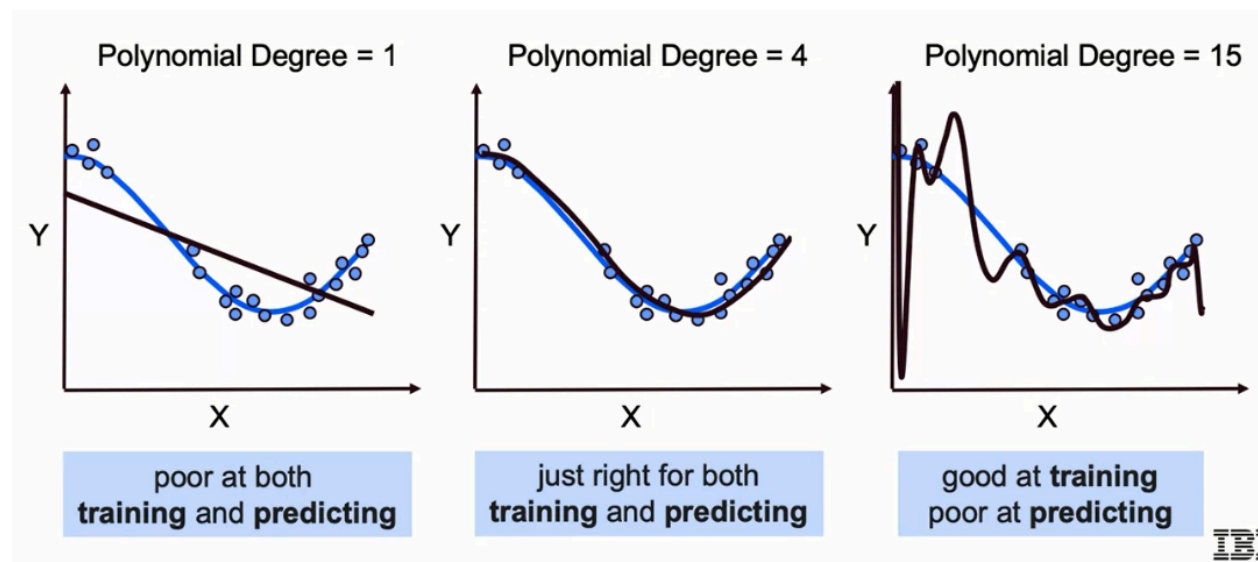 Polynomial Degree = 1
Y
X
poor at both
training and predicting
Polynomial Degree = 4
Y
X
just right for both
training and predicting
Polynomial Degree = 15
Y
X
good at training
poor at predicting